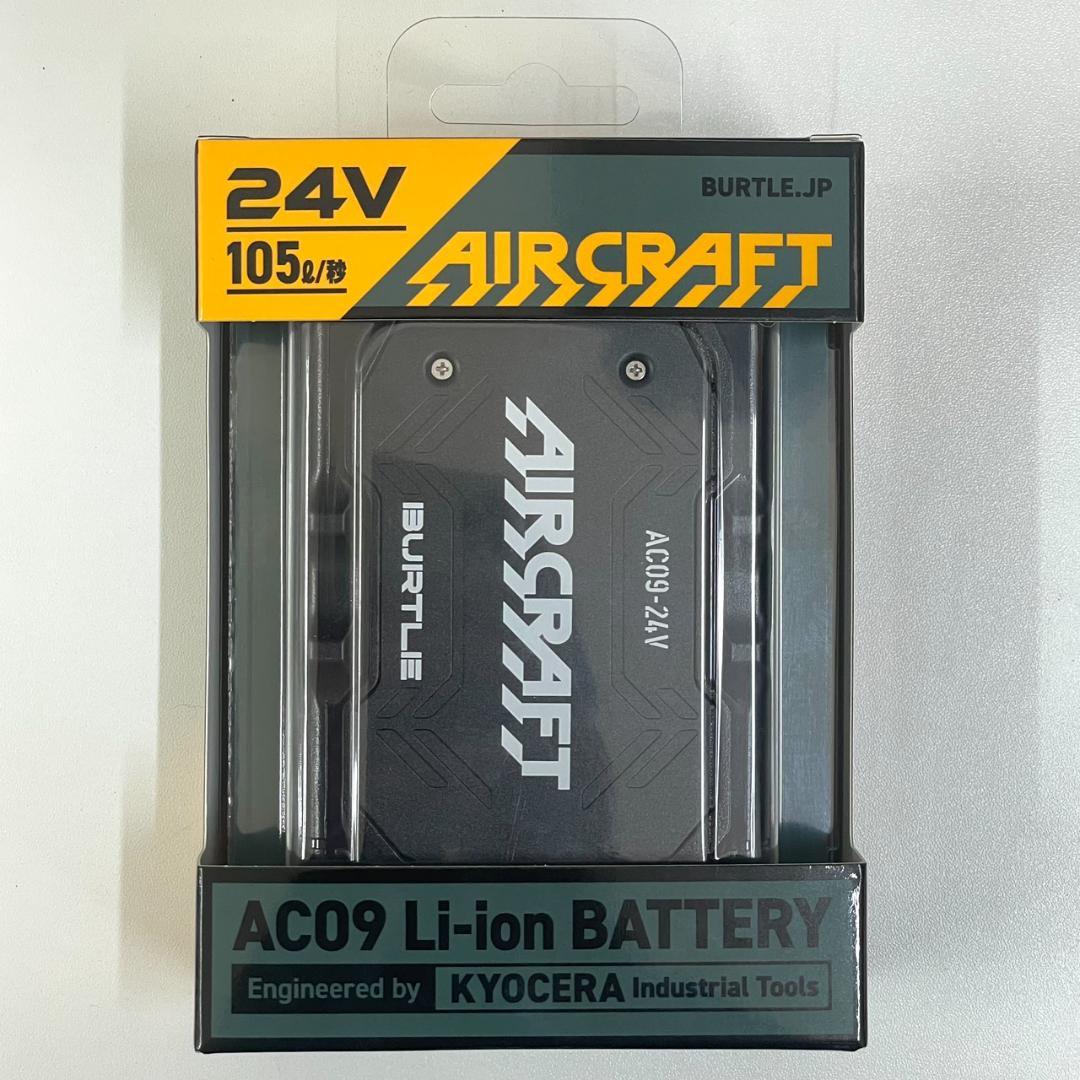 24V
105ℓ/秒
BURTLE.JP
AIRCRAFT
AC09-24V
AIRCRAFT
BURTLE
AC09 Li-ion BATTERY
Engineered by KYOCERA Industrial Tools